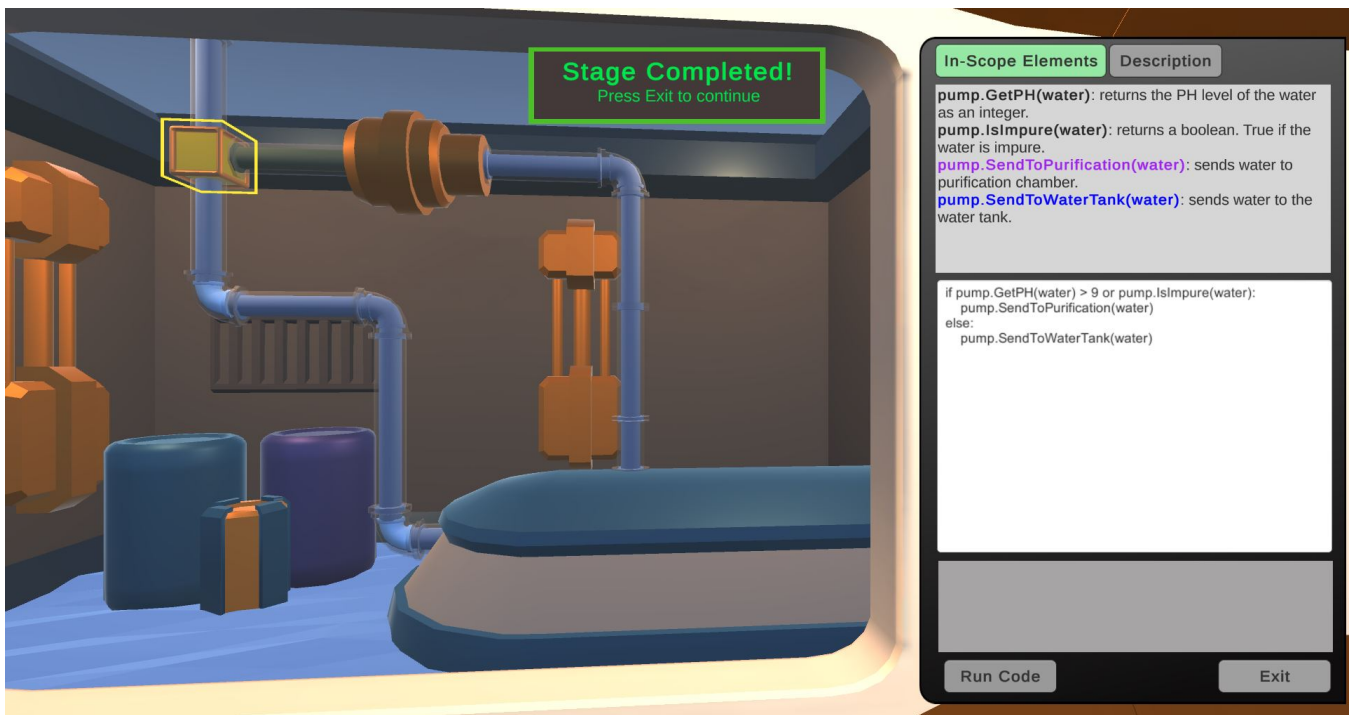 Stage Completed!
Press Exit to continue
In-Scope Elements
Description
pump.GetPH(water): returns the PH level of the water
as an integer.
pump.IsImpure(water): returns a boolean. True if the
water is impure.
pump.SendToPurification(water): sends water to
purification chamber.
pump.SendToWaterTank(water): sends water to the
water tank.
if pump.GetPH(water) > 9 or pump.IsImpure(water):
    pump.SendToPurification(water)
else:
    pump.SendToWaterTank(water)
Run Code
Exit